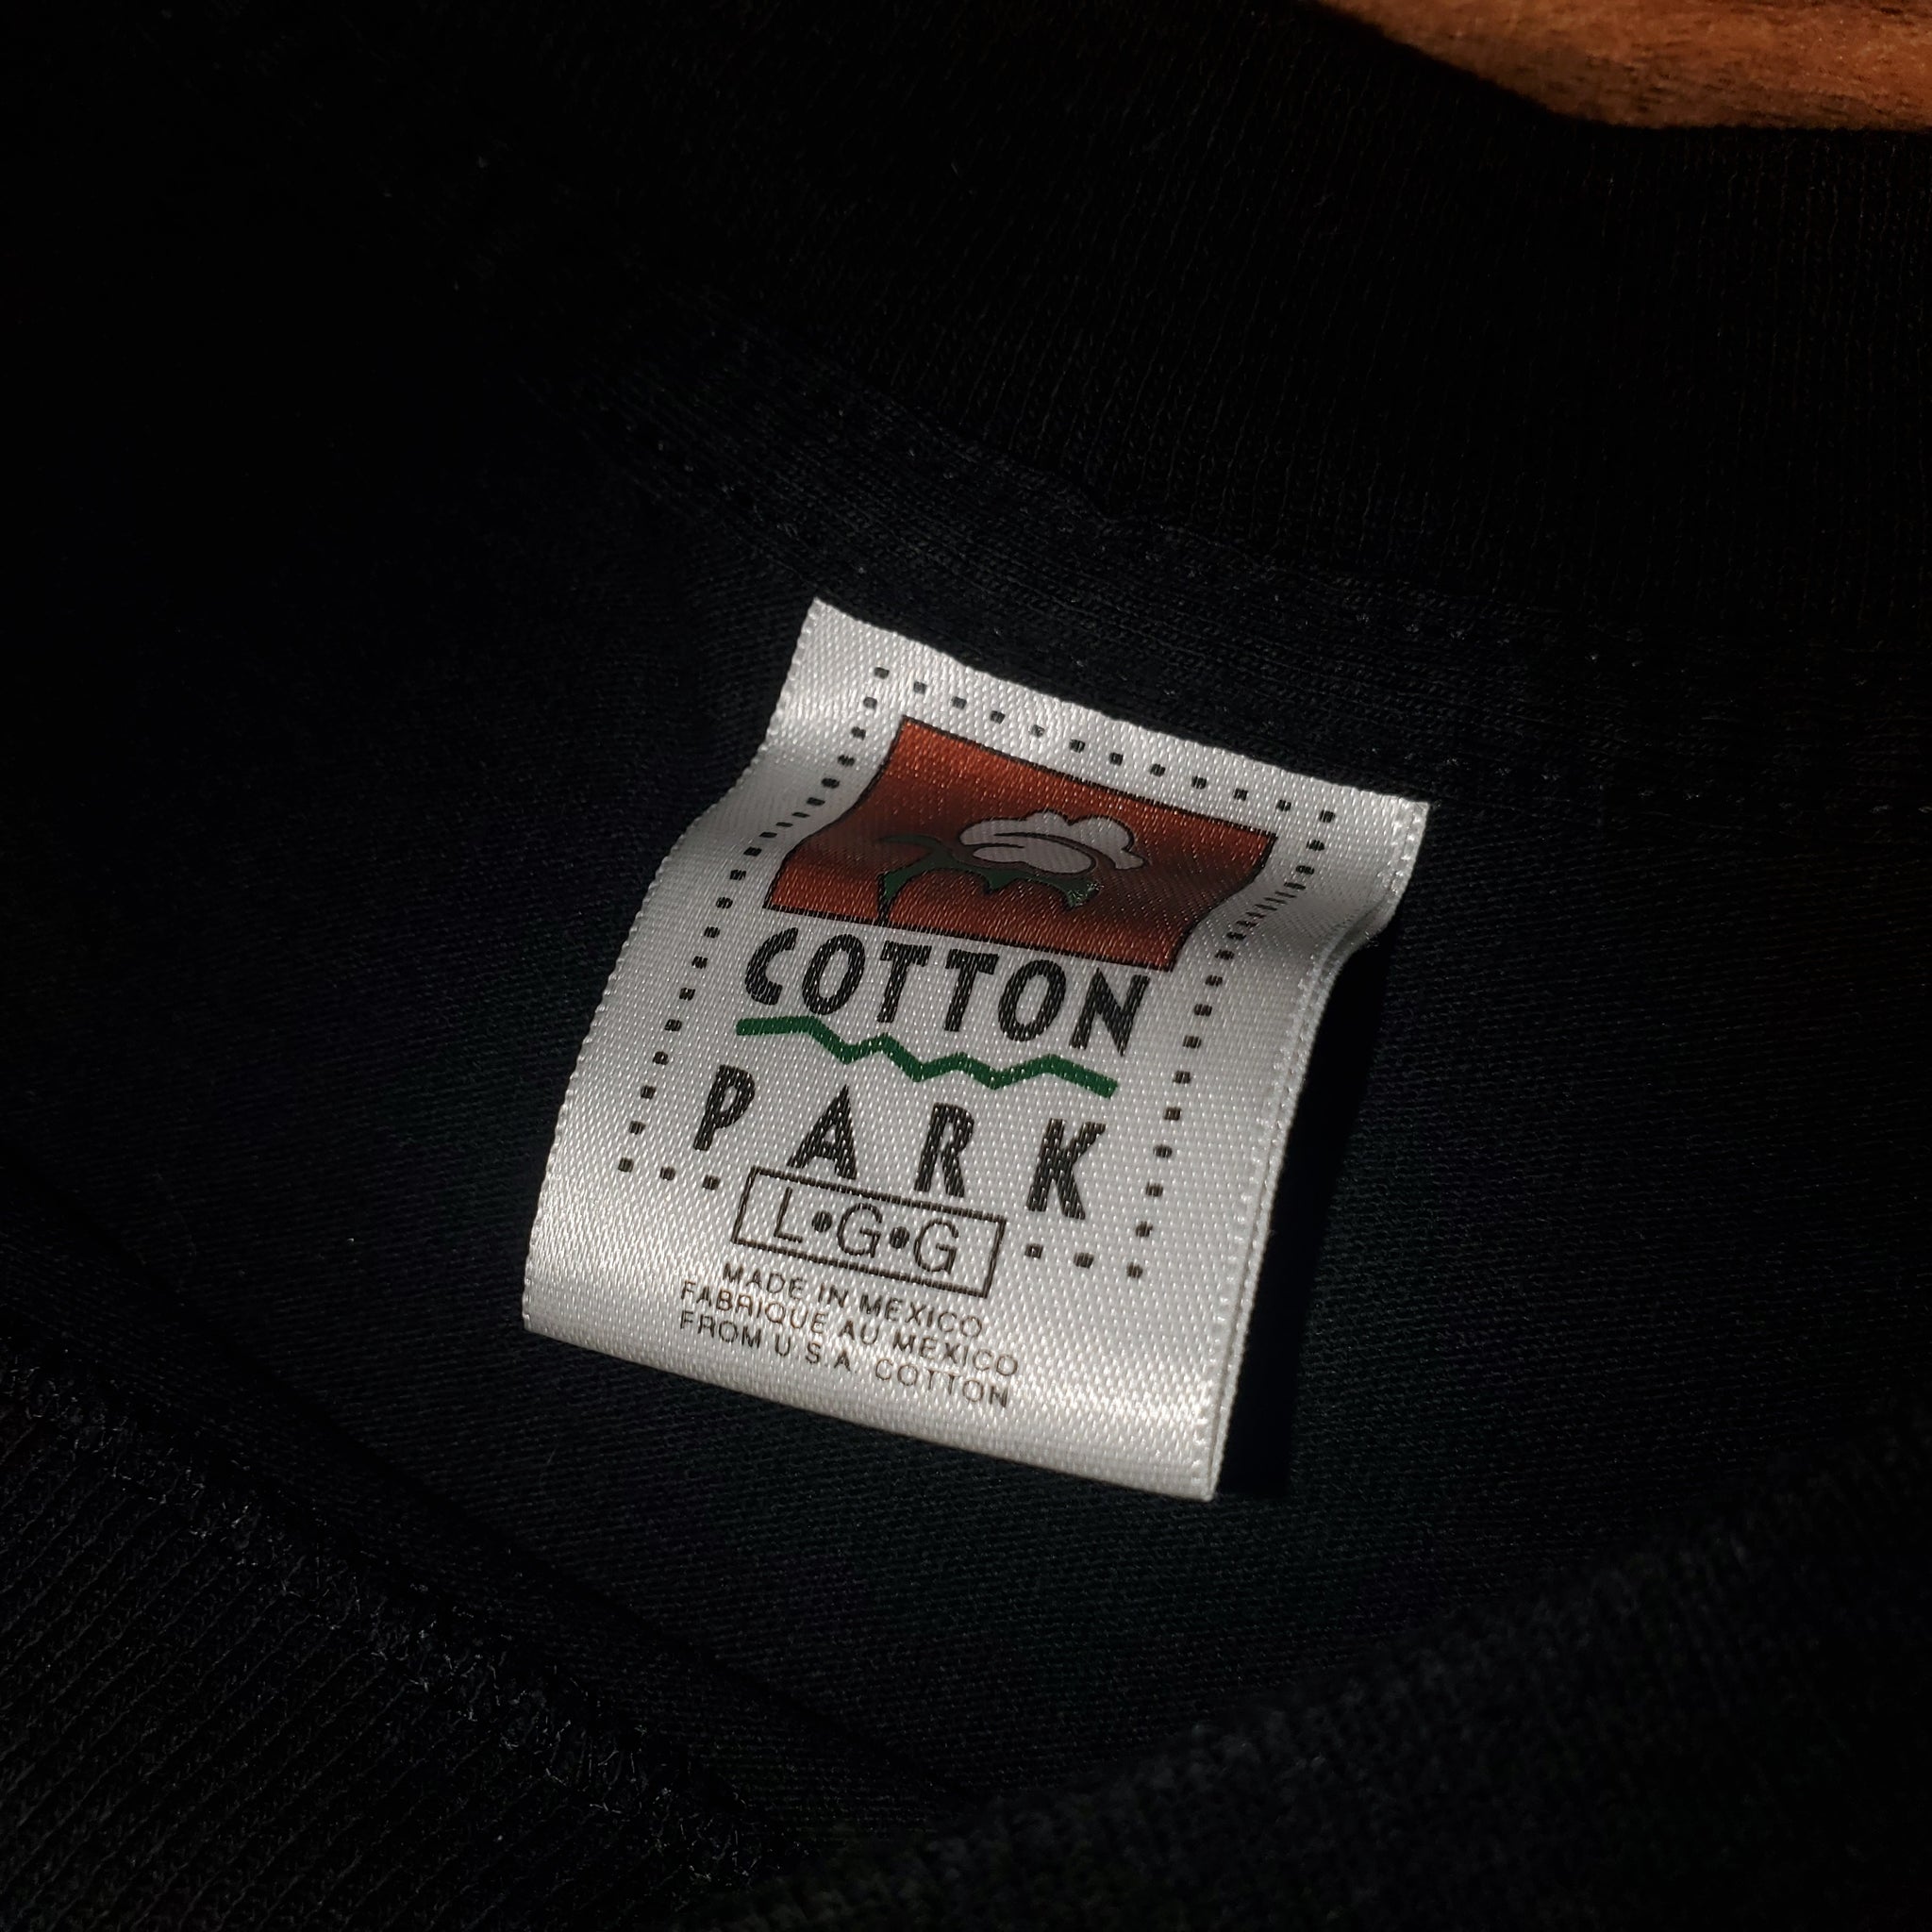 COTTON
PARK
L•G•G
MADE IN MEXICO
FABRIQUE AU MEXICO
FROM U.S.A. COTTON